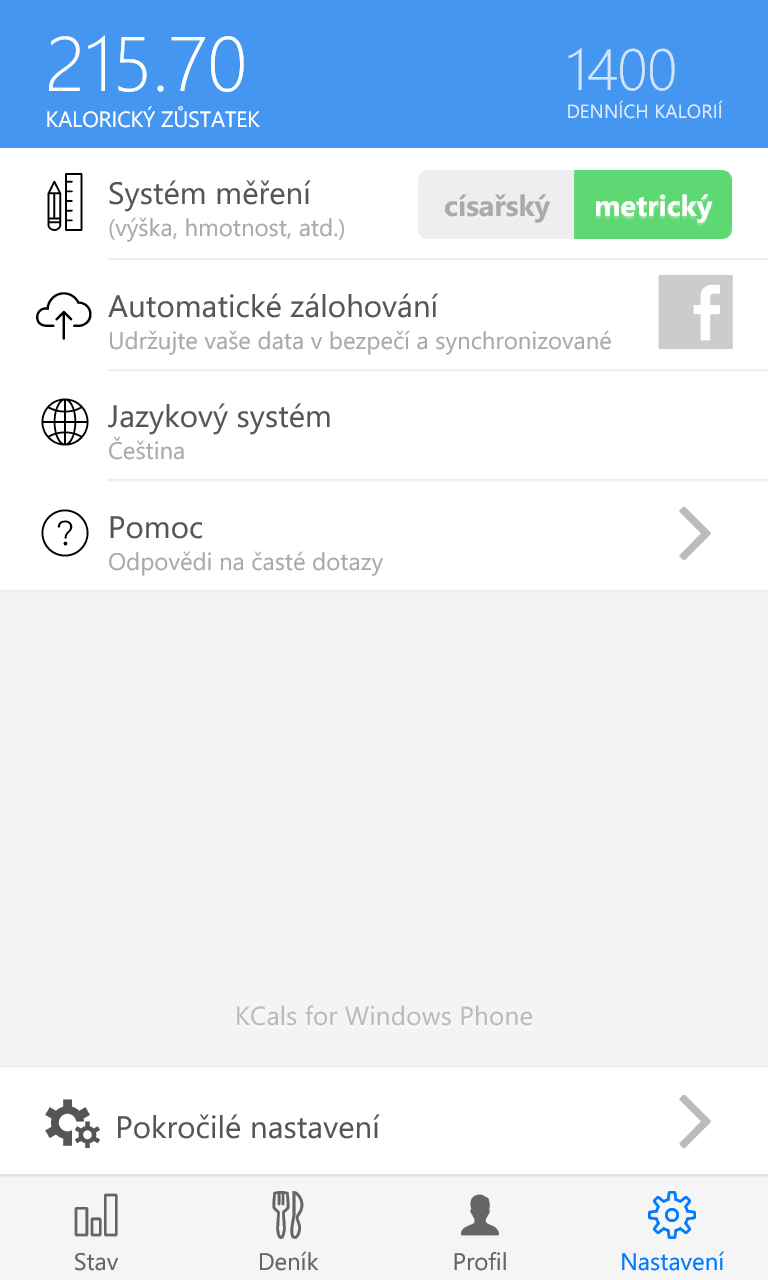 215.70
1400
KALORICKÝ ZŮSTATEK
DENNÍCH KALORIÍ
Systém měření
(výška, hmotnost, atd.)
císařský
metrický
Automatické zálohování
Udržujte vaše data v bezpečí a synchronizované
Jazykový systém
Čeština
Pomoc
Odpovědi na časté dotazy
KCals for Windows Phone
Pokročilé nastavení
Stav
Deník
Profil
Nastavení